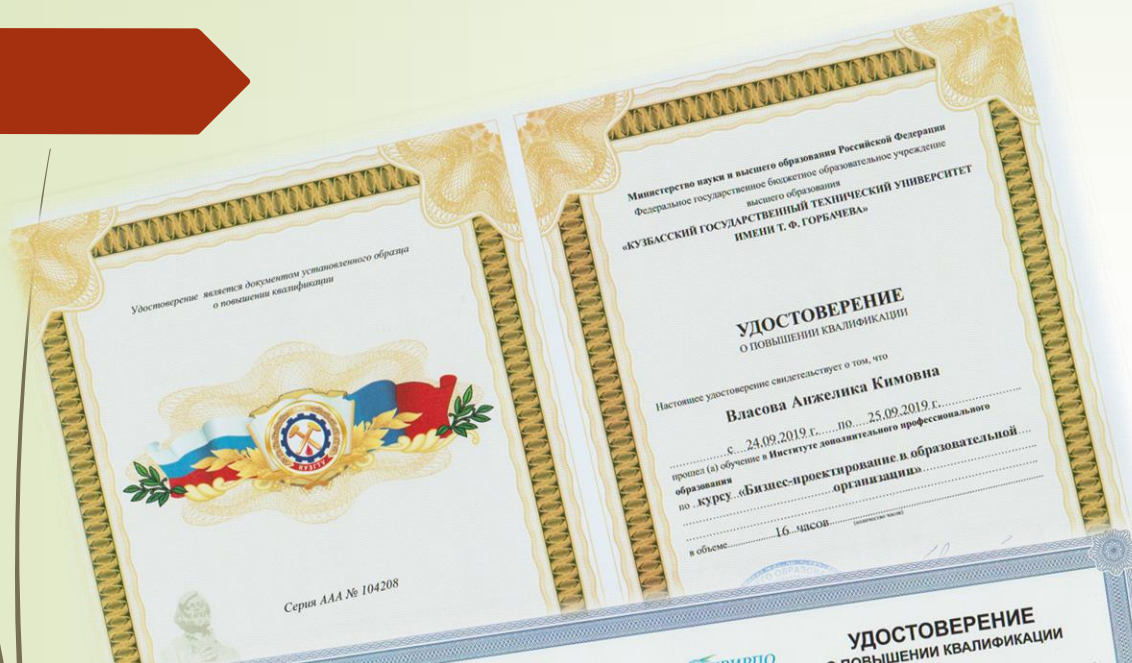 Удостоверение является документом установленного образца
о повышении квалификации
КУЗГТУ
Серия ААА № 104208
Министерство науки и высшего образования Российской Федерации
Федеральное государственное бюджетное образовательное учреждение
высшего образования
«КУЗБАССКИЙ ГОСУДАРСТВЕННЫЙ ТЕХНИЧЕСКИЙ УНИВЕРСИТЕТ
ИМЕНИ Т. Ф. ГОРБАЧЕВА»
УДОСТОВЕРЕНИЕ
О ПОВЫШЕНИИ КВАЛИФИКАЦИИ
Настоящее удостоверение свидетельствует о том, что
Власова Анжелика Кимовна
с 24.09.2019 г. по 25.09.2019 г.
прошел (а) обучение в Институте дополнительного профессионального
образования
по курсу «Бизнес-проектирование в образовательной
организации»
в объеме 16 часов
(количество часов)
УДОСТОВЕРЕНИЕ
О ПОВЫШЕНИИ КВАЛИФИКАЦИИ